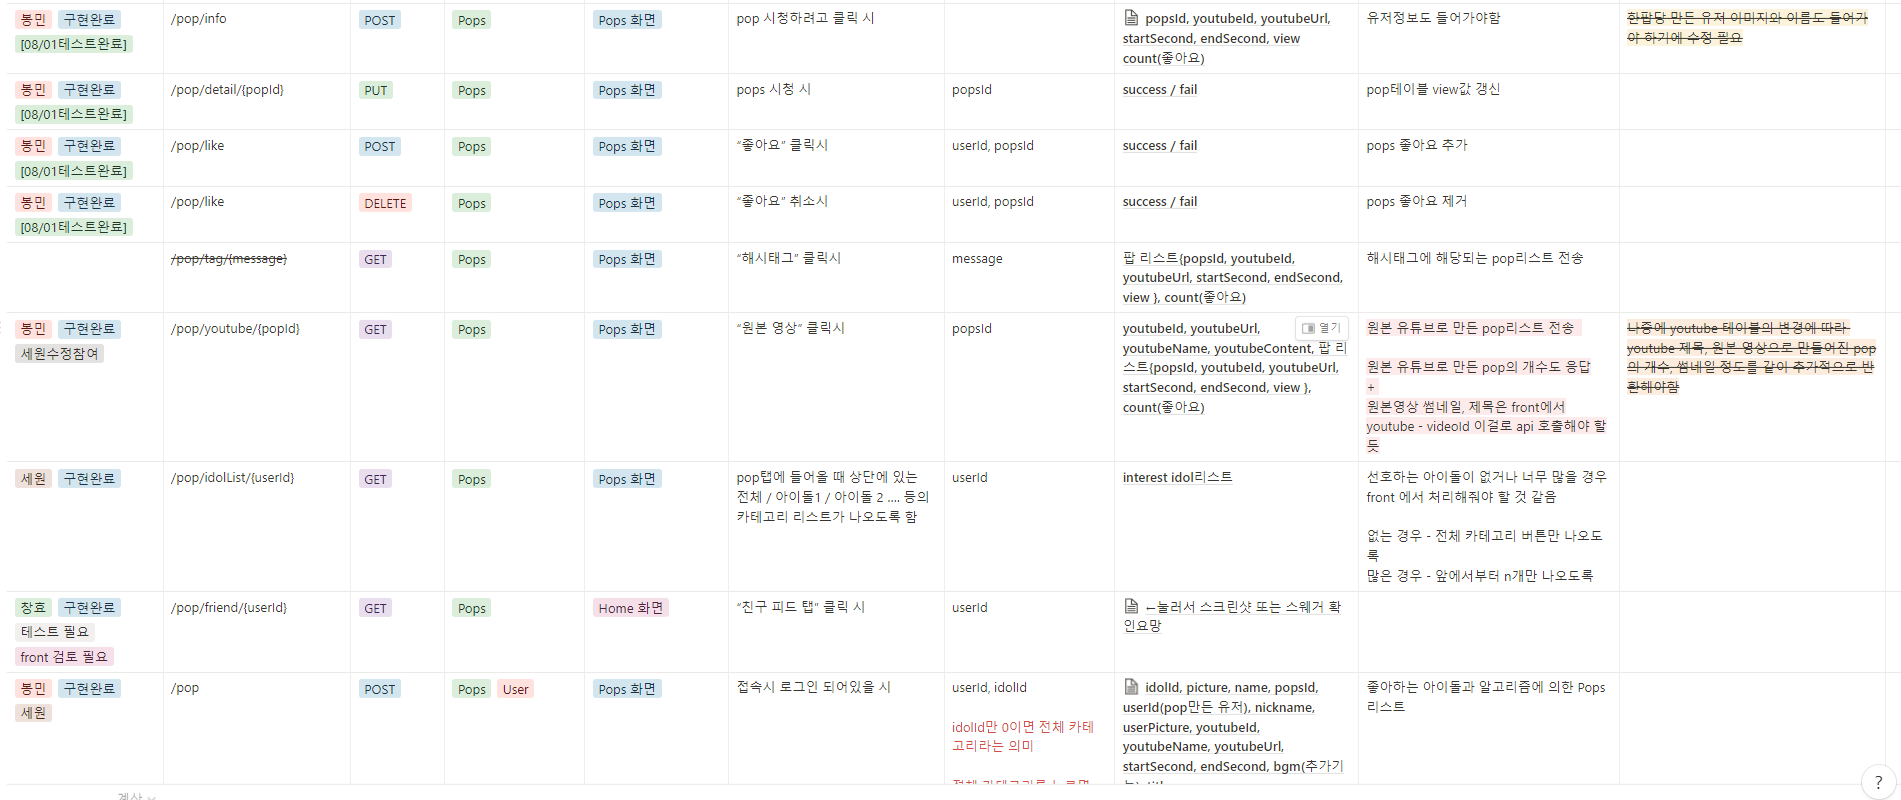 봉민 구현완료
[08/01테스트완료]
/pop/info
POST
Pops
Pops 화면
pop 시청하려고 클릭 시
popsId, youtubeId, youtubeUrl,
startSecond, endSecond, view
count(좋아요)
유저정보도 들어가야함
한팝당 만든 유저 이미지와 이름도 들어가
야 하기에 수정 필요
봉민 구현완료
[08/01테스트완료]
/pop/detail/{popId}
PUT
Pops
Pops 화면
pops 시청 시
popsId
success / fail
pop테이블 view값 갱신
봉민 구현완료
[08/01테스트완료]
/pop/like
POST
Pops
Pops 화면
“좋아요” 클릭시
userId, popsId
success / fail
pops 좋아요 추가
봉민 구현완료
[08/01테스트완료]
/pop/like
DELETE
Pops
Pops 화면
“좋아요” 취소시
userId, popsId
success / fail
pops 좋아요 제거
/pop/tag/{message}
GET
Pops
Pops 화면
“해시태그” 클릭시
message
팝 리스트{popsId, youtubeId,
youtubeUrl, startSecond, endSecond,
view }, count(좋아요)
해시태그에 해당되는 pop리스트 전송
봉민 구현완료
세원수정참여
/pop/youtube/{popId}
GET
Pops
Pops 화면
“원본 영상” 클릭시
popsId
youtubeId, youtubeUrl,
youtubeName, youtubeContent, 팝 리
스트{popsId, youtubeId, youtubeUrl,
startSecond, endSecond, view },
count(좋아요)
열기
원본 유튜브로 만든 pop리스트 전송
원본 유튜브로 만든 pop의 개수도 응답
+
원본영상 썸네일, 제목은 front에서
youtube - videoId 이걸로 api 호출해야 할
듯
나중에 youtube 테이블의 변경에 따라
youtube 제목, 원본 영상으로 만들어진 pop
의 개수, 썸네일 정도를 같이 추가적으로 반
환해야함
세원 구현완료
/pop/idolList/{userId}
GET
Pops
Pops 화면
pop탭에 들어올 때 상단에 있는
전체 / 아이돌1 / 아이돌 2 .... 등의
카테고리 리스트가 나오도록 함
userId
interest idol리스트
선호하는 아이돌이 없거나 너무 많을 경우
front 에서 처리해줘야 할 것 같음
없는 경우 - 전체 카테고리 버튼만 나오도
록
많은 경우 - 앞에서부터 n개만 나오도록
창효 구현완료
테스트 필요
front 검토 필요
/pop/friend/{userId}
GET
Pops
Home 화면
“친구 피드 탭” 클릭 시
userId
←눌러서 스크린샷 또는 스웨거 확
인요망
봉민 구현완료
세원
/pop
POST
Pops User
Pops 화면
접속시 로그인 되어있을 시
userId, idolId
idolId만 0이면 전체 카테
고리라는 의미
idolId, picture, name, popsId,
userId(pop만든 유저), nickname,
userPicture, youtubeId,
youtubeName, youtubeUrl,
startSecond, endSecond, bgm(추가기
좋아하는 아이돌과 알고리즘에 의한 Pops
리스트
계산
?